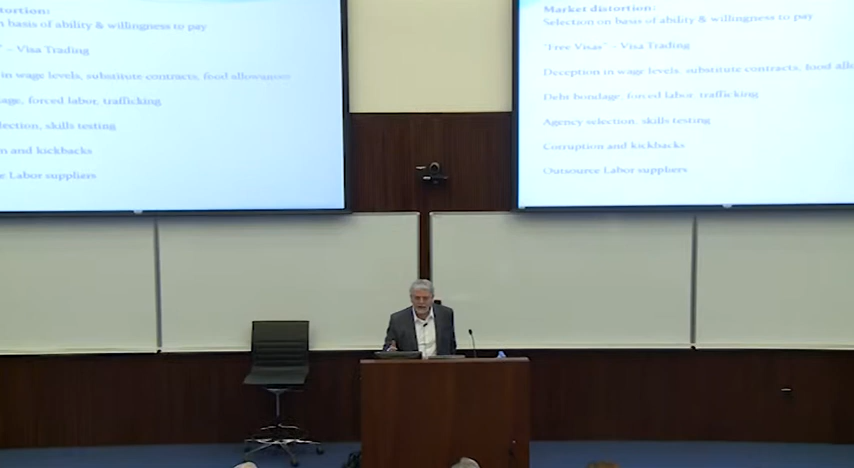 tortion:
n basis of ability & willingness to pay
" – Visa Trading
in wage levels, substitute contracts, food allowances
age, forced labor, trafficking
lection, skills testing
n and kickbacks
e Labor suppliers
Market distortion:
Selection on basis of ability & willingness to pay
"Free Visas" – Visa Trading
Deception in wage levels, substitute contracts, food allo
Debt bondage, forced labor, trafficking
Agency selection, skills testing
Corruption and kickbacks
Outsource Labor suppliers